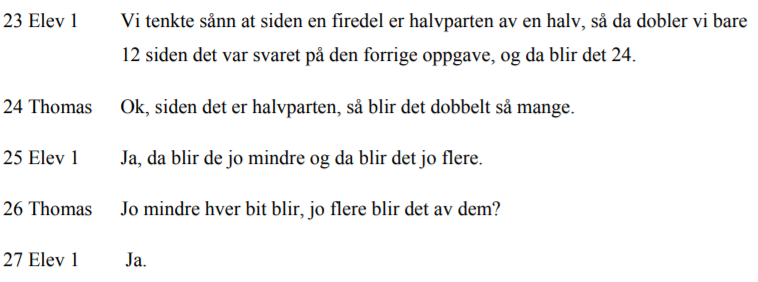 23 Elev 1 Vi tenkte sånn at siden en firedel er halvparten av en halv, så da dobler vi bare
12 siden det var svaret på den forrige oppgave, og da blir det 24.
24 Thomas Ok, siden det er halvparten, så blir det dobbelt så mange.
25 Elev 1 Ja, da blir de jo mindre og da blir det jo flere.
26 Thomas Jo mindre hver bit blir, jo flere blir det av dem?
27 Elev 1 Ja.